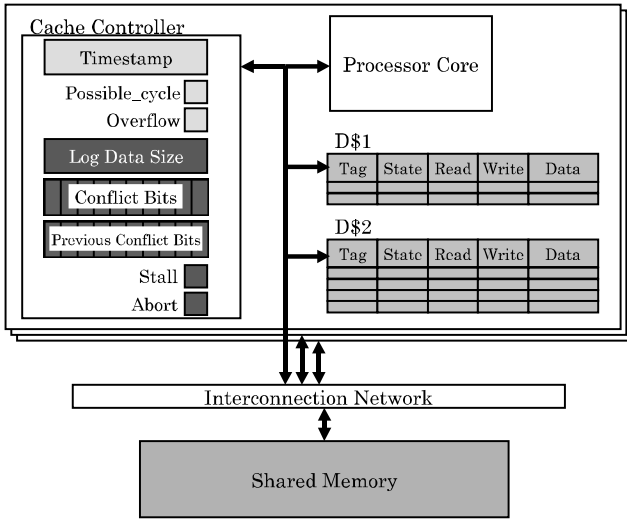 Cache Controller
Timestamp
Possible_cycle
Overflow
Log Data Size
Conflict Bits
Previous Conflict Bits
Stall
Abort
Processor Core
D$1
Tag State Read Write Data
D$2
Tag State Read Write Data
Interconnection Network
Shared Memory